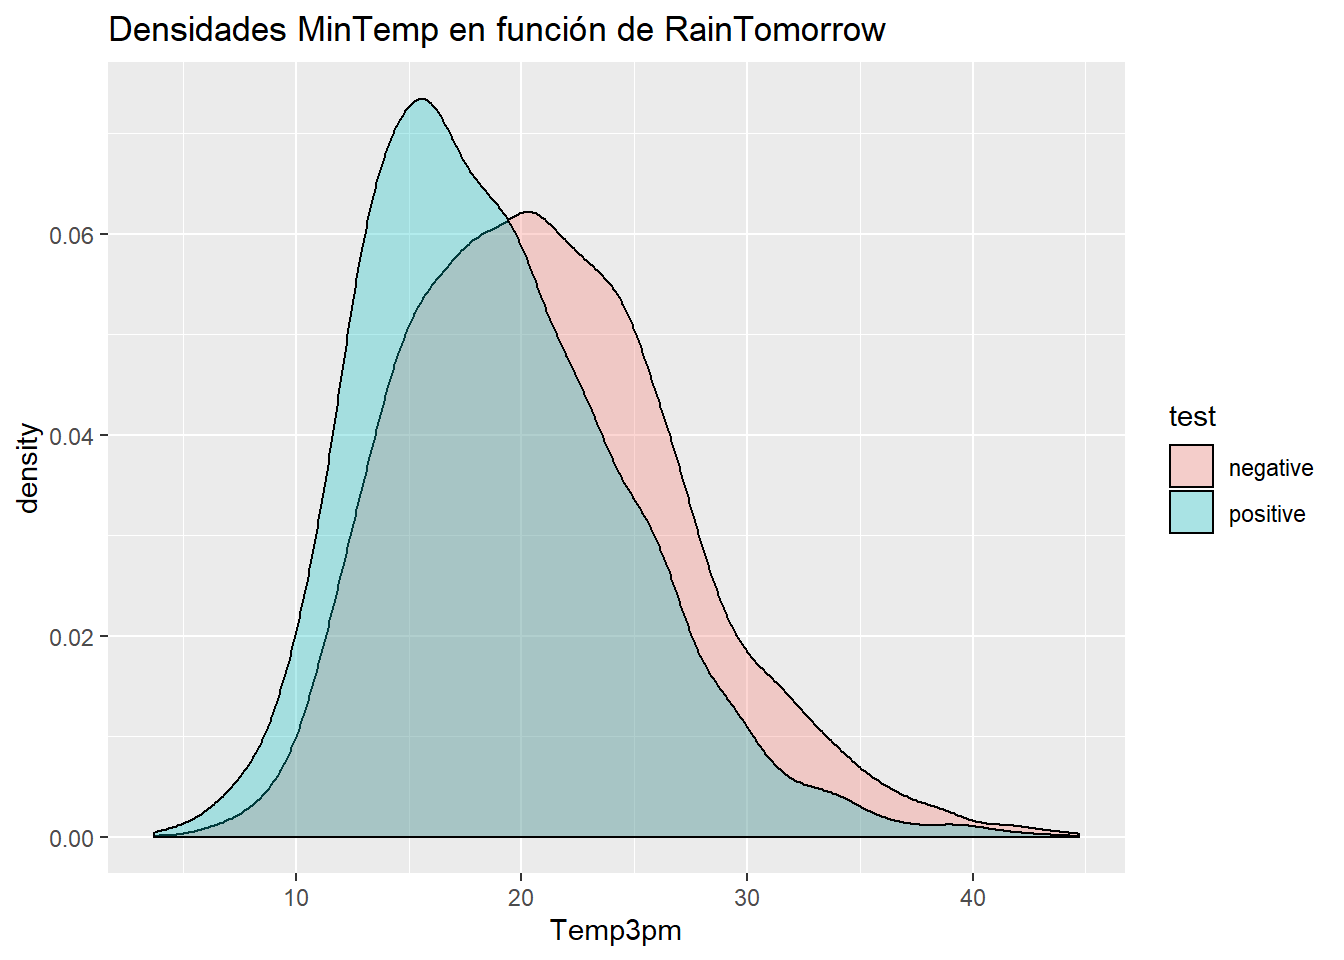 Densidades MinTemp en función de RainTomorrow
density
0.06
0.04
0.02
0.00
10 20 30 40
Temp3pm
test
negative
positive